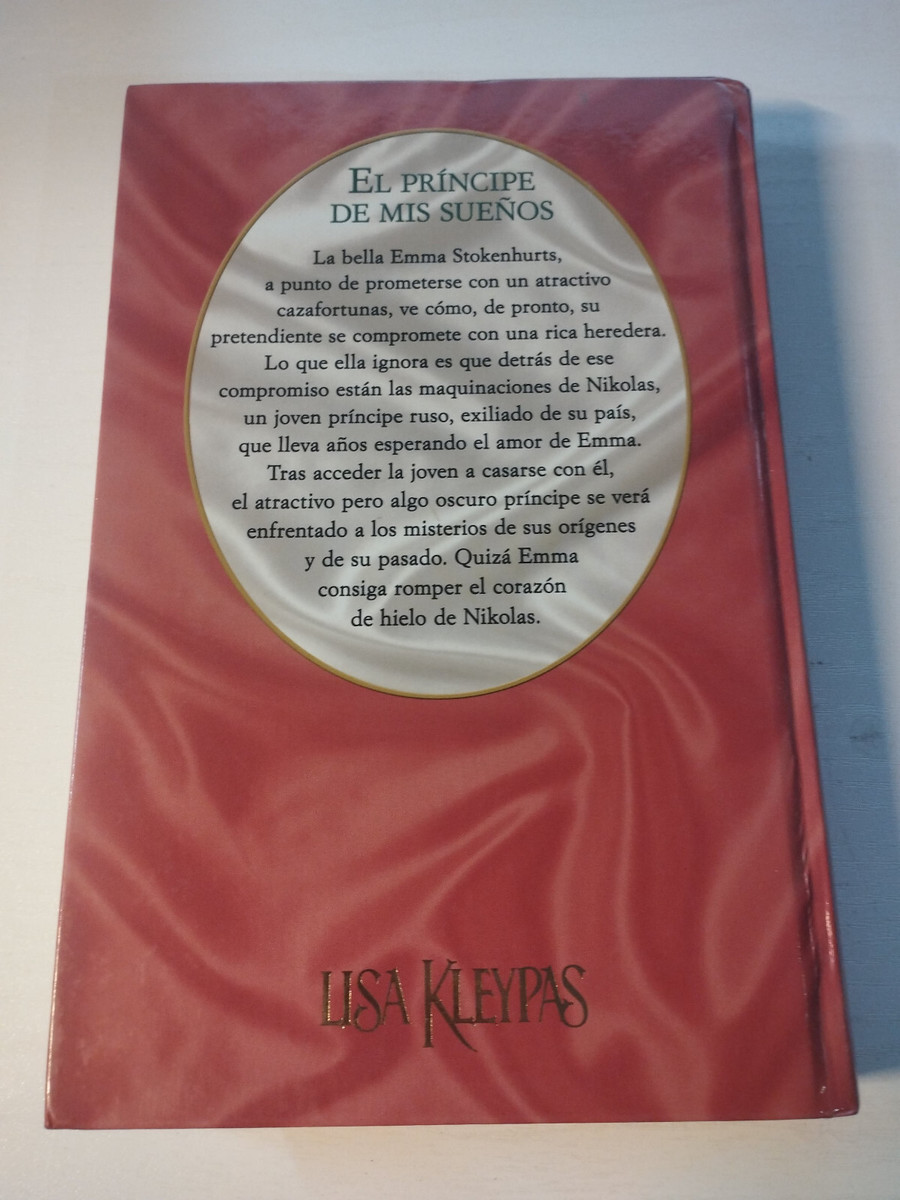 EL PRÍNCIPE
DE MIS SUEÑOS
La bella Emma Stokenhurts,
a punto de prometerse con un atractivo
cazafortunas, ve cómo, de pronto, su
pretendiente se compromete con una rica heredera.
Lo que ella ignora es que detrás de ese
compromiso están las maquinaciones de Nikolas,
un joven príncipe ruso, exiliado de su país,
que lleva años esperando el amor de Emma.
Tras acceder la joven a casarse con él,
el atractivo pero algo oscuro príncipe se verá
enfrentado a los misterios de sus orígenes
y de su pasado. Quizá Emma
consiga romper el corazón
de hielo de Nikolas.
LISA KLEYPAS